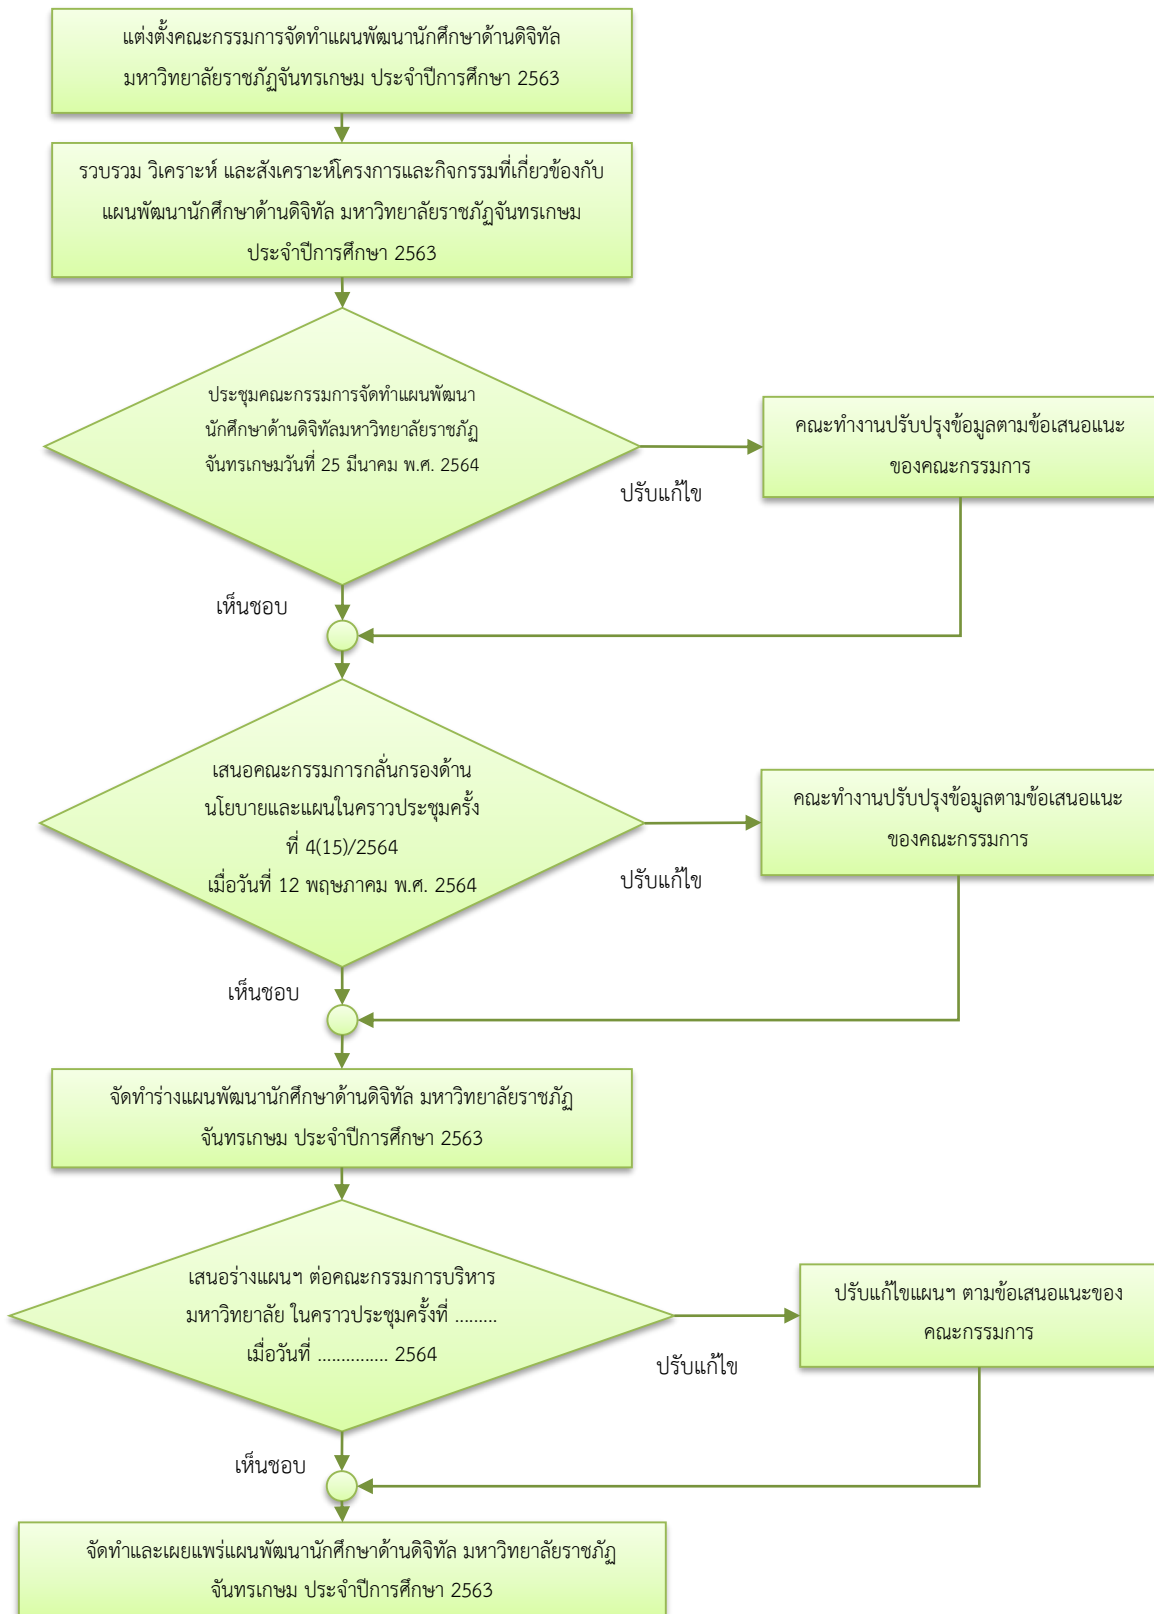 แต่งตั้งคณะกรรมการจัดทำแผนพัฒนานักศึกษาด้านดิจิทัล
มหาวิทยาลัยราชภัฏจันทรเกษม ประจำปีการศึกษา 2563
รวบรวม วิเคราะห์ และสังเคราะห์โครงการและกิจกรรมที่เกี่ยวข้องกับ
แผนพัฒนานักศึกษาด้านดิจิทัล มหาวิทยาลัยราชภัฏจันทรเกษม
ประจำปีการศึกษา 2563
ประชุมคณะกรรมการจัดทำแผนพัฒนา
นักศึกษาด้านดิจิทัลมหาวิทยาลัยราชภัฏ
จันทรเกษมวันที่ 25 มีนาคม พ.ศ. 2564
คณะทำงานปรับปรุงข้อมูลตามข้อเสนอแนะ
ของคณะกรรมการ
ปรับแก้ไข
เห็นชอบ
เสนอคณะกรรมการกลั่นกรองด้าน
นโยบายและแผนในคราวประชุมครั้ง
ที่ 4(15)/2564
เมื่อวันที่ 12 พฤษภาคม พ.ศ. 2564
คณะทำงานปรับปรุงข้อมูลตามข้อเสนอแนะ
ของคณะกรรมการ
ปรับแก้ไข
เห็นชอบ
จัดทำร่างแผนพัฒนานักศึกษาด้านดิจิทัล มหาวิทยาลัยราชภัฏ
จันทรเกษม ประจำปีการศึกษา 2563
เสนอร่างแผนฯ ต่อคณะกรรมการบริหาร
มหาวิทยาลัย ในคราวประชุมครั้งที่ .........
เมื่อวันที่ ............... 2564
ปรับแก้ไขแผนฯ ตามข้อเสนอแนะของ
คณะกรรมการ
ปรับแก้ไข
เห็นชอบ
จัดทำและเผยแพร่แผนพัฒนานักศึกษาด้านดิจิทัล มหาวิทยาลัยราชภัฏ
จันทรเกษม ประจำปีการศึกษา 2563